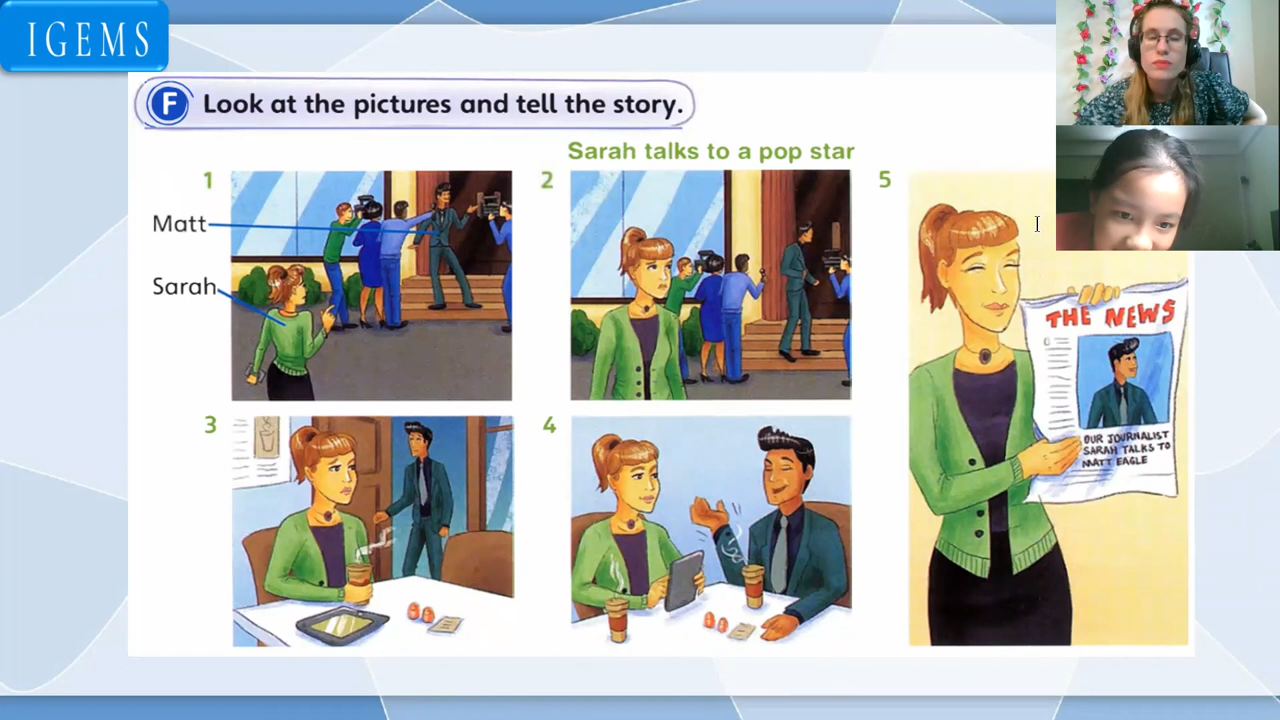 IGEMS
F Look at the pictures and tell the story.
Sarah talks to a pop star
1
Matt
Sarah
2
3
4
5
THE NEWS
OUR JOURNALIST
SARAH TALKS TO
MATT EAGLE